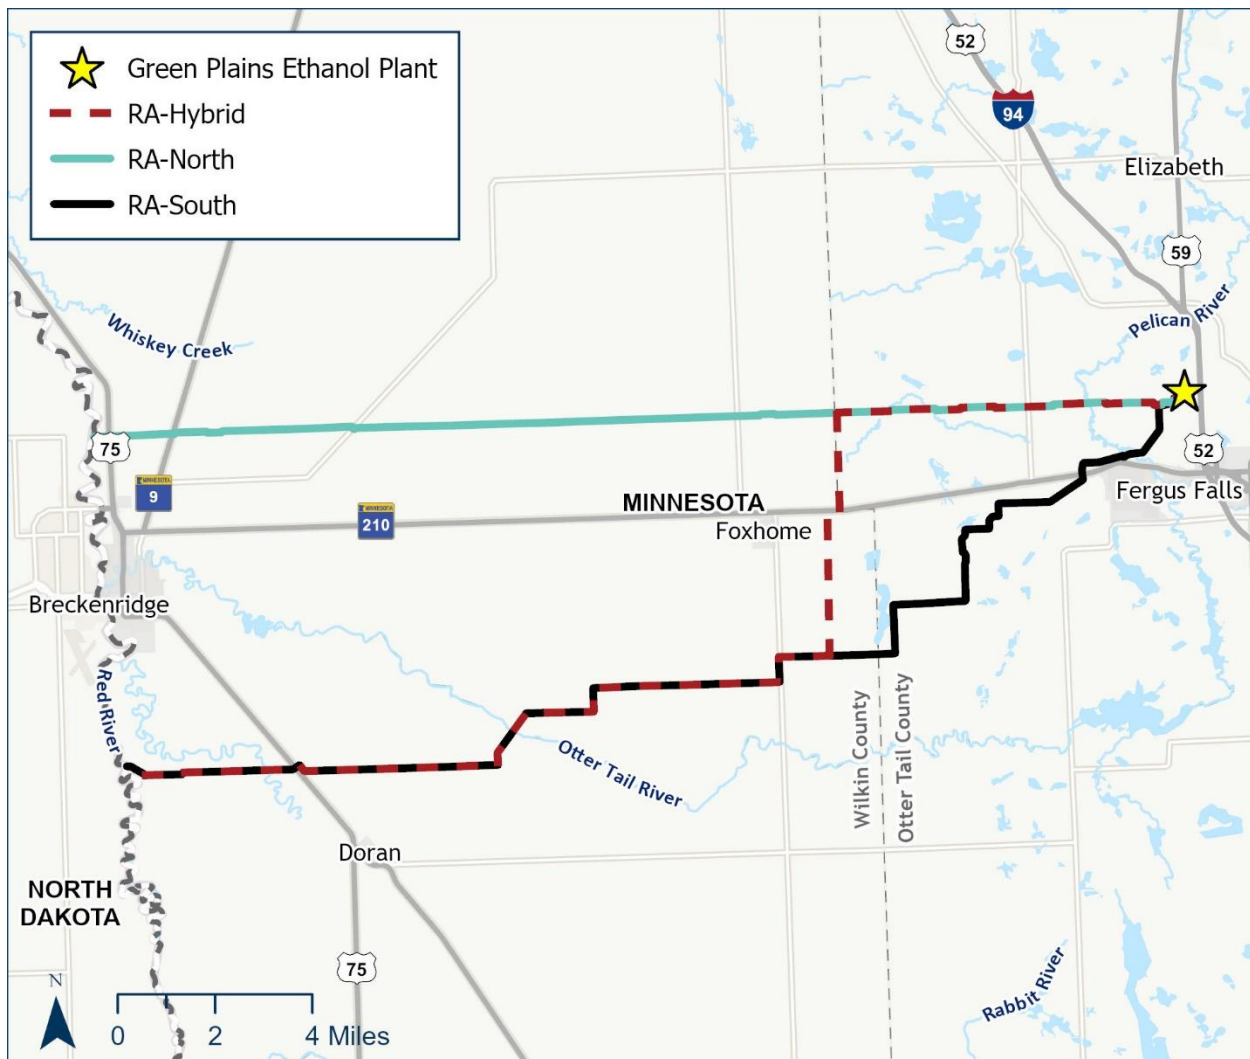 Green Plains Ethanol Plant
RA-Hybrid
RA-North
RA-South
52
94
Elizabeth
59
Pelican River
Whiskey Creek
75
9
MINNESOTA
210
MINNESOTA
MINNESOTA
Foxhome
52
Fergus Falls
Breckenridge
Red River
Otter Tail River
Wilkin County
Otter Tail County
Doran
NORTH
DAKOTA
75
Rabbit River
N
0 2 4 Miles